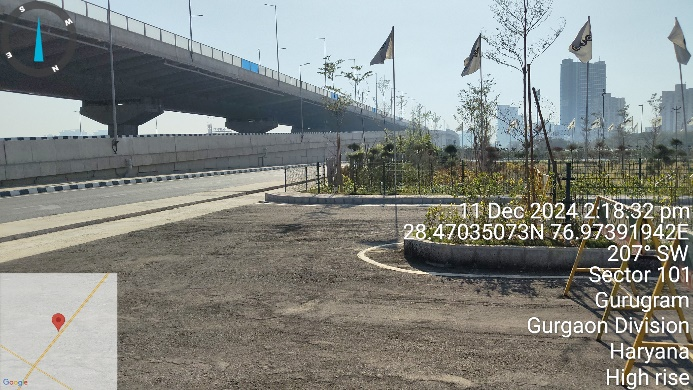 11 Dec 2024 2:18:32 pm
28.47035073N 76.97391942E
207° SW
Sector 101
Gurugram
Gurgaon Division
Haryana
High rise
Google